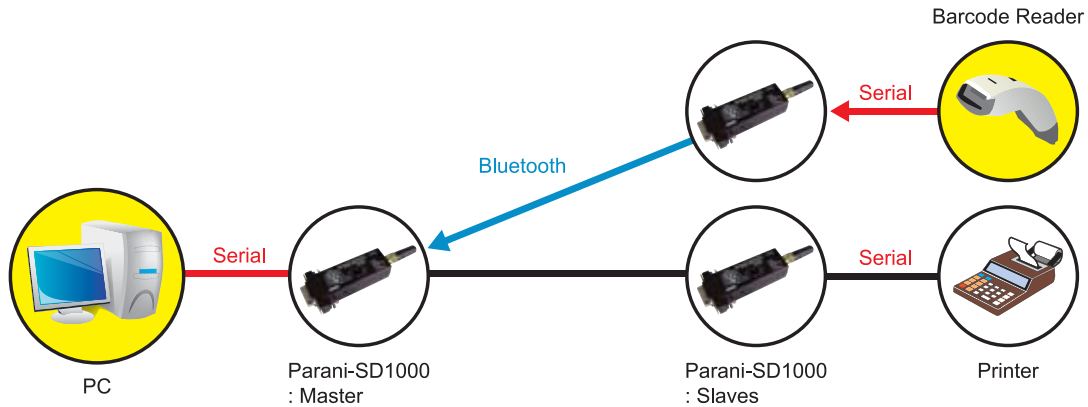 Barcode Reader
Serial
Bluetooth
Serial
Serial
PC
Parani-SD1000
: Master
Parani-SD1000
: Slaves
Printer